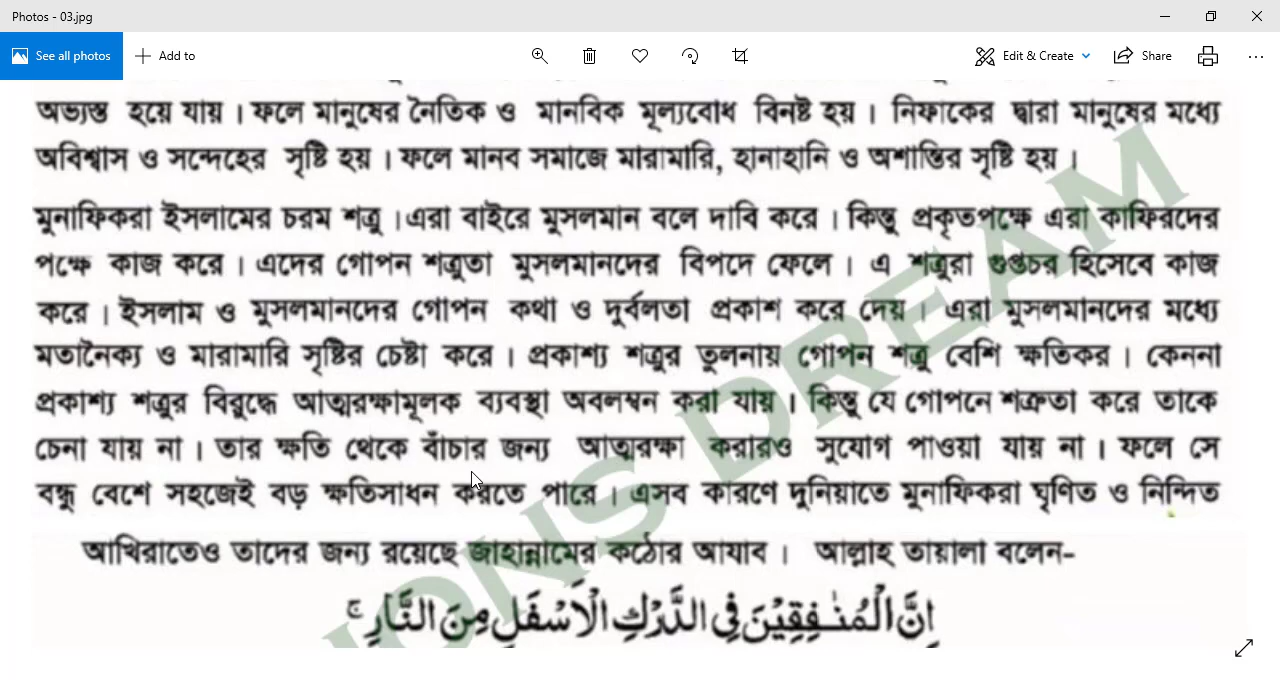 Photos - 03.jpg
See all photos
Add to
Edit & Create
Share
অভ্যস্ত হয়ে যায় । ফলে মানুষের নৈতিক ও মানবিক মূল্যবোধ বিনষ্ট হয় । নিফাকের দ্বারা মানুষের মধ্যে
অবিশ্বাস ও সন্দেহের সৃষ্টি হয় । ফলে মানব সমাজে মারামারি, হানাহানি ও অশান্তির সৃষ্টি হয় ।
মুনাফিকরা ইসলামের চরম শত্রু । এরা বাইরে মুসলমান বলে দাবি করে । কিন্তু প্রকৃতপক্ষে এরা কাফিরদের
পক্ষে কাজ করে । এদের গোপন শত্রুতা মুসলমানদের বিপদে ফেলে । এ শত্রুরা গুপ্তচর হিসেবে কাজ
করে । ইসলাম ও মুসলমানদের গোপন কথা ও দুর্বলতা প্রকাশ করে দেয় । এরা মুসলমানদের মধ্যে
মতানৈক্য ও মারামারি সৃষ্টির চেষ্টা করে । প্রকাশ্য শত্রুর তুলনায় গোপন শত্রু বেশি ক্ষতিকর । কেননা
প্রকাশ্য শত্রুর বিরুদ্ধে আত্মরক্ষামূলক ব্যবস্থা অবলম্বন করা যায় । কিন্তু যে গোপনে শত্রুতা করে তাকে
চেনা যায় না । তার ক্ষতি থেকে বাঁচার জন্য আত্মরক্ষা করারও সুযোগ পাওয়া যায় না । ফলে সে
বন্ধু বেশে সহজেই বড় ক্ষতিসাধন করতে পারে । এসব কারণে দুনিয়াতে মুনাফিকরা ঘৃণিত ও নিন্দিত
আখিরাতেও তাদের জন্য রয়েছে জাহান্নামের কঠোর আযাব । আল্লাহ তায়ালা বলেন-
اِنَّ الْمُنٰفِقِيْنَ فِي الدَّرْكِ الْاَسْفَلِ مِنَ النَّارِ ۚ
IONS DREAM